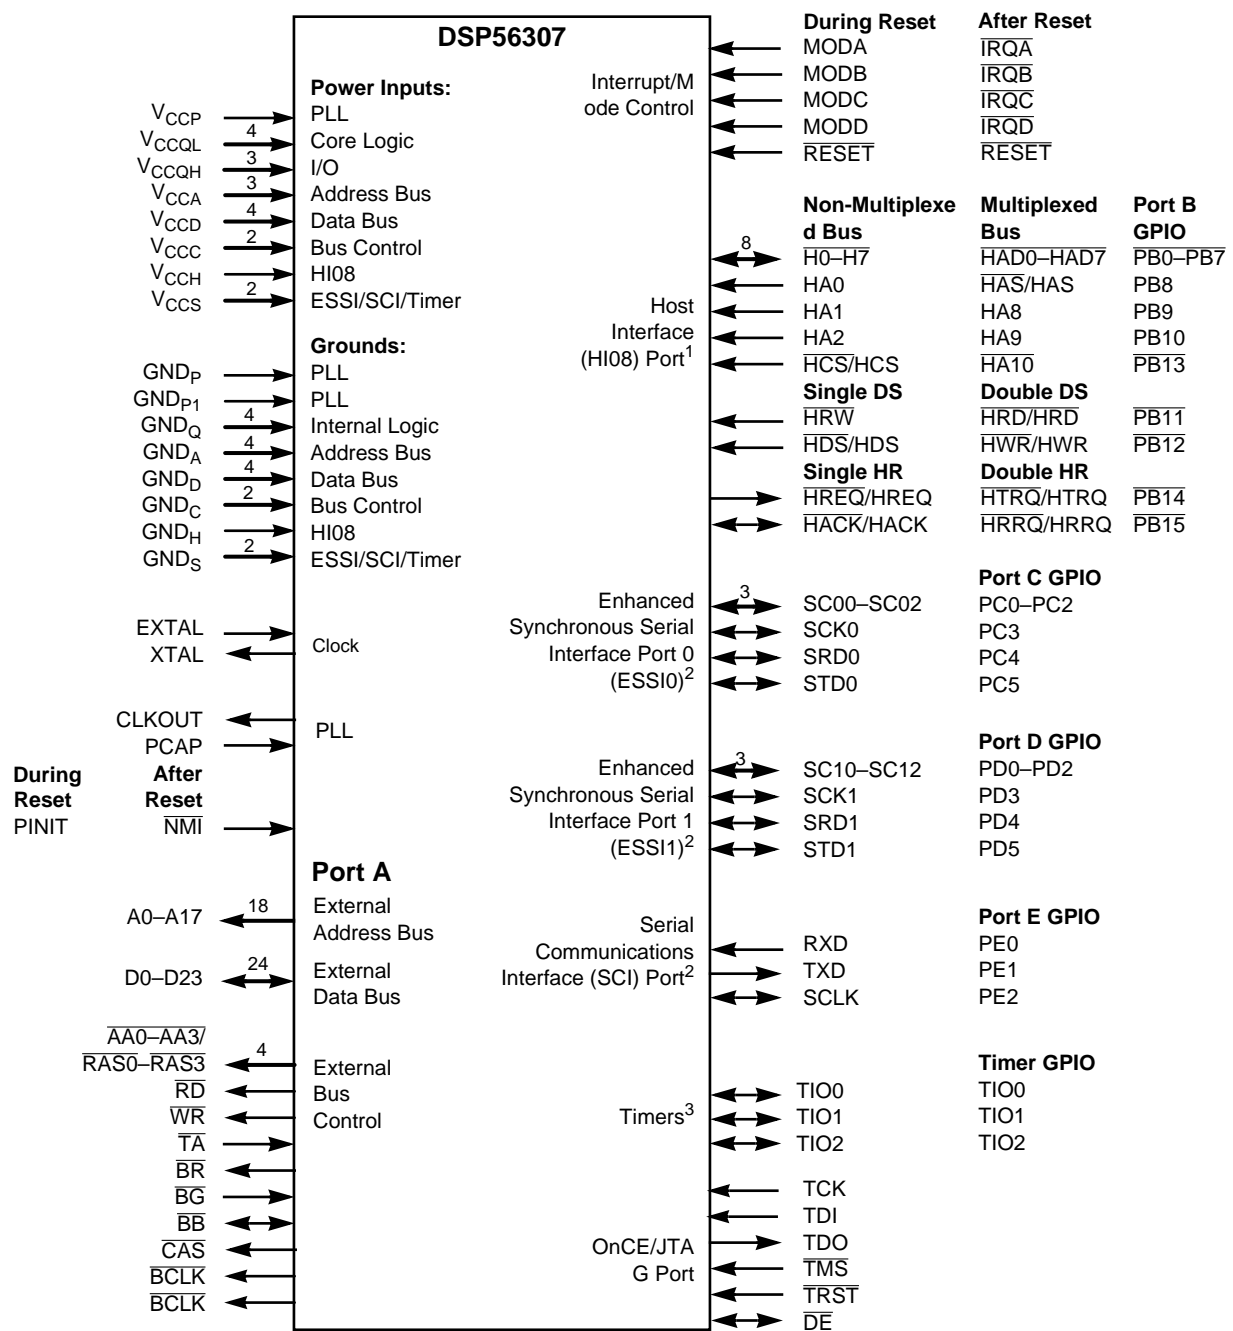 DSP56307
Power Inputs:
VCCP PLL
VCCQL 4 Core Logic
VCCQH 3 I/O
VCCA 3 Address Bus
VCCD 4 Data Bus
VCCC 2 Bus Control
VCCH HI08
VCCS 2 ESSI/SCI/Timer
Grounds:
GNDP PLL
GNDP1 PLL
GNDQ 4 Internal Logic
GNDA 4 Address Bus
GNDD 4 Data Bus
GNDC 2 Bus Control
GNDH HI08
GNDS 2 ESSI/SCI/Timer
EXTAL
XTAL
Clock
CLKOUT
PCAP
PLL
During After
Reset Reset
PINIT NMI
Port A
A0–A17 18 External
Address Bus
D0–D23 24 External
Data Bus
AA0–AA3/
RAS0–RAS3 4 External
RD Bus
WR Control
TA
BR
BG
BB
CAS
BCLK
BCLK
During Reset After Reset
MODA IRQA
Interrupt/M
MODB IRQB
ode Control
MODC IRQC
MODD IRQD
RESET RESET
Non-Multiplexe Multiplexed Port B
d Bus Bus GPIO
8 H0–H7 HAD0–HAD7 PB0–PB7
HA0 HAS/HAS PB8
Host HA1 HA8 PB9
Interface HA2 HA9 PB10
(HI08) Port1 HCS/HCS HA10 PB13
Single DS Double DS
HRW HRD/HRD PB11
HDS/HDS HWR/HWR PB12
Single HR Double HR
HREQ/HREQ HTRQ/HTRQ PB14
HACK/HACK HRRQ/HRRQ PB15
Port C GPIO
Enhanced 3 SC00–SC02 PC0–PC2
Synchronous Serial SCK0 PC3
Interface Port 0 SRD0 PC4
(ESSI0)2 STD0 PC5
Port D GPIO
Enhanced 3 SC10–SC12 PD0–PD2
Synchronous Serial SCK1 PD3
Interface Port 1 SRD1 PD4
(ESSI1)2 STD1 PD5
Port E GPIO
Serial
Communications RXD PE0
Interface (SCI) Port2 TXD PE1
SCLK PE2
Timer GPIO
TIO0 TIO0
Timers3 TIO1 TIO1
TIO2 TIO2
TCK
TDI
OnCE/JTA TDO
G Port TMS
TRST
DE